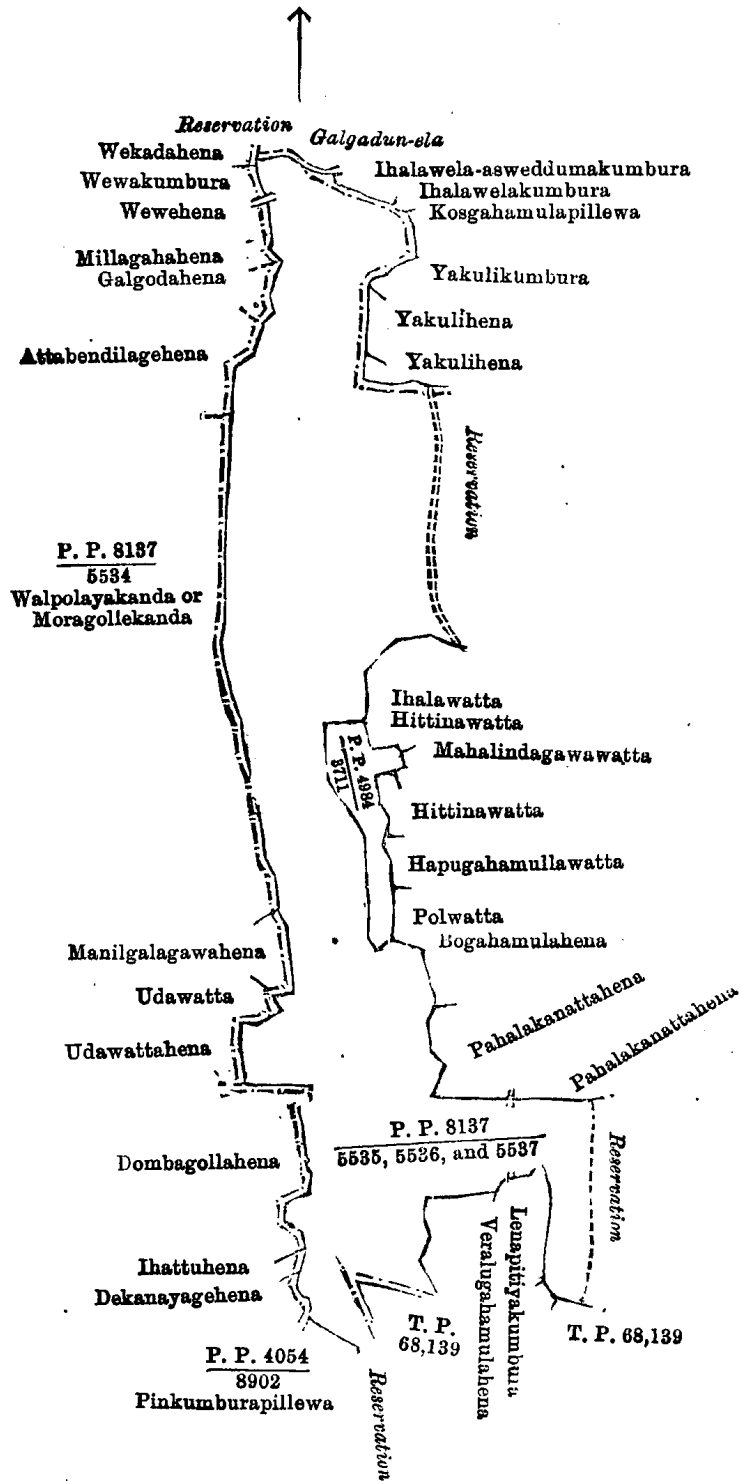 Reservation
Galgadun-ela
Wekadahena
Ihalawela-asweddumakumbura
Wewakumbura
Ihalawelakumbura
Wewehena
Kosgahamulapillewa
Millagahahena
Galgodahena
Yakulikumbura
Yakulihena
Attabendilagehena
Yakulihena
Reservation
P. P. 8137
5534
Walpolayakanda or
Moragoliekanda
Ihalawatta
Hittinawatta
P. P. 4984
3711
Mahalindagawawatta
Hittinawatta
Hapugahamullawatta
Polwatta
Bogahamulahena
Manilgalagawahena
Udawatta
Pahalakanattahena
Pahalakanattahena
Udawattahena
P. P. 8137
5535, 5536, and 5537
Dombagollahena
Reservation
Lenapitiyakumbura
Veralugahamulahena
Ihattuhena
Dekanayagehena
T. P.
68,139
T. P. 68,139
P. P. 4054
8902
Pinkumburapillewa
Reservation